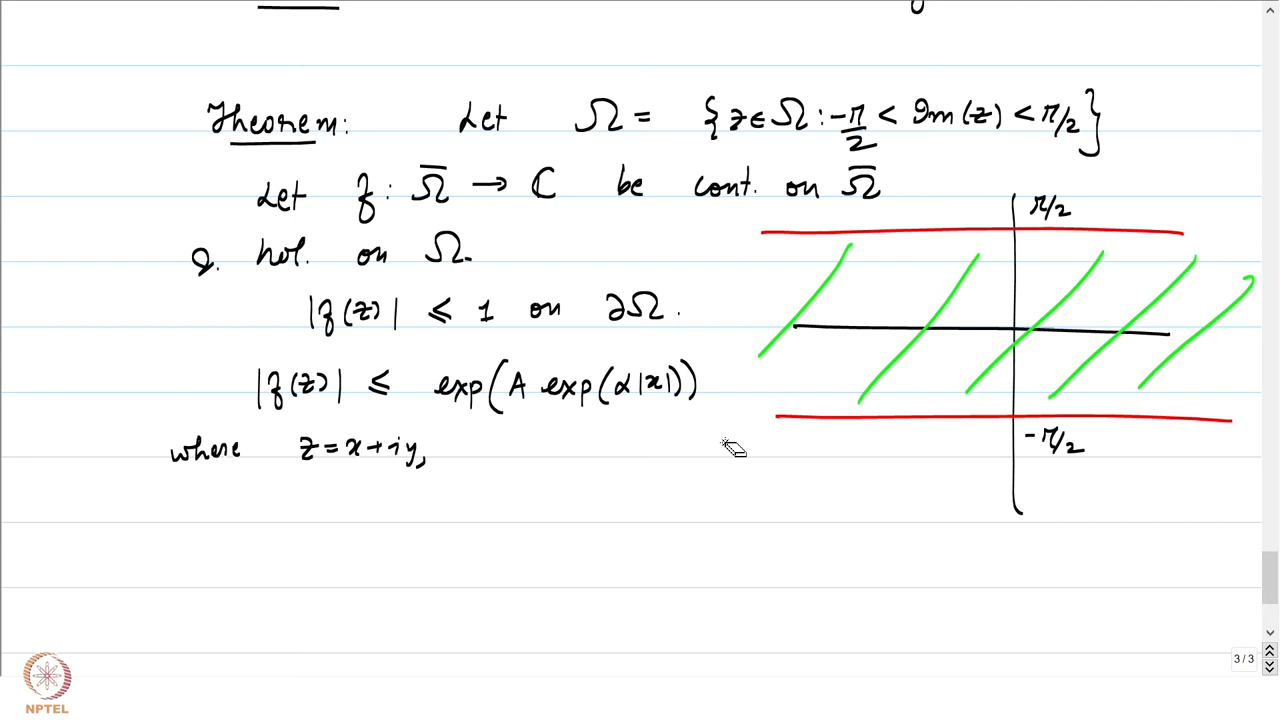 Theorem: Let Ω = {z ∈ Ω : -π/2 < Im(z) < π/2}
Let f : Ω̅ → ℂ be cont. on Ω̅
& hol. on Ω.
|f(z)| ≤ 1 on ∂Ω.
|f(z)| ≤ exp(A exp(α|x|))
where z = x + iy,
π/2
-π/2
3 / 3
NPTEL